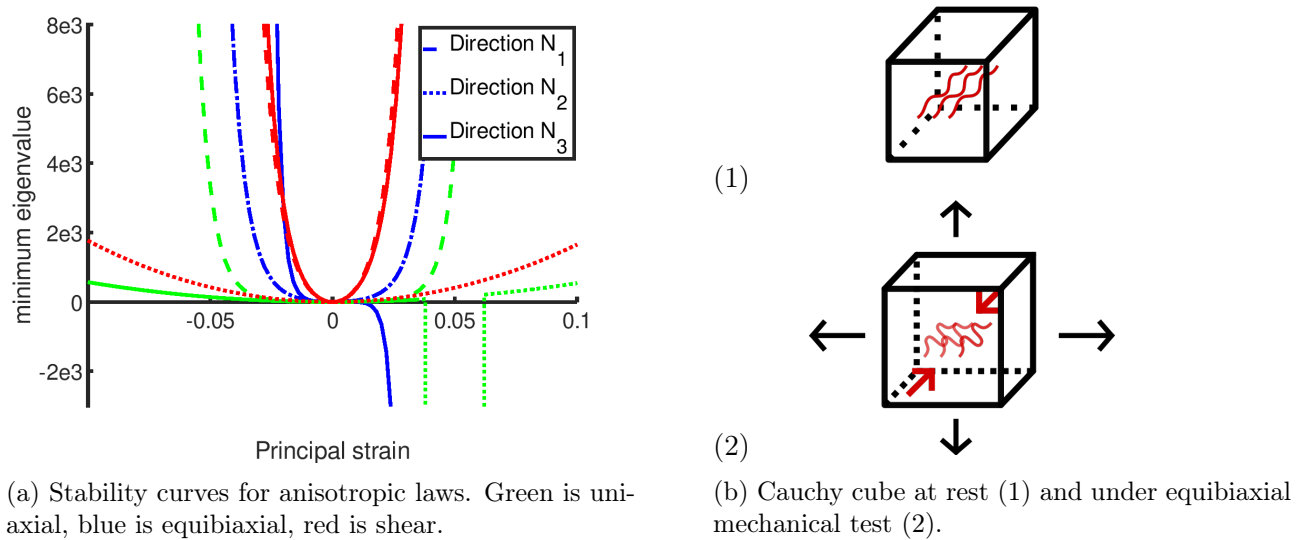 8e3
6e3
4e3
2e3
0
-2e3
minimum eigenvalue
-0.05
0
0.05
0.1
Principal strain
Direction N1
Direction N2
Direction N3
(a) Stability curves for anisotropic laws. Green is uni-
axial, blue is equibiaxial, red is shear.
(1)
(2)
(b) Cauchy cube at rest (1) and under equibiaxial
mechanical test (2).